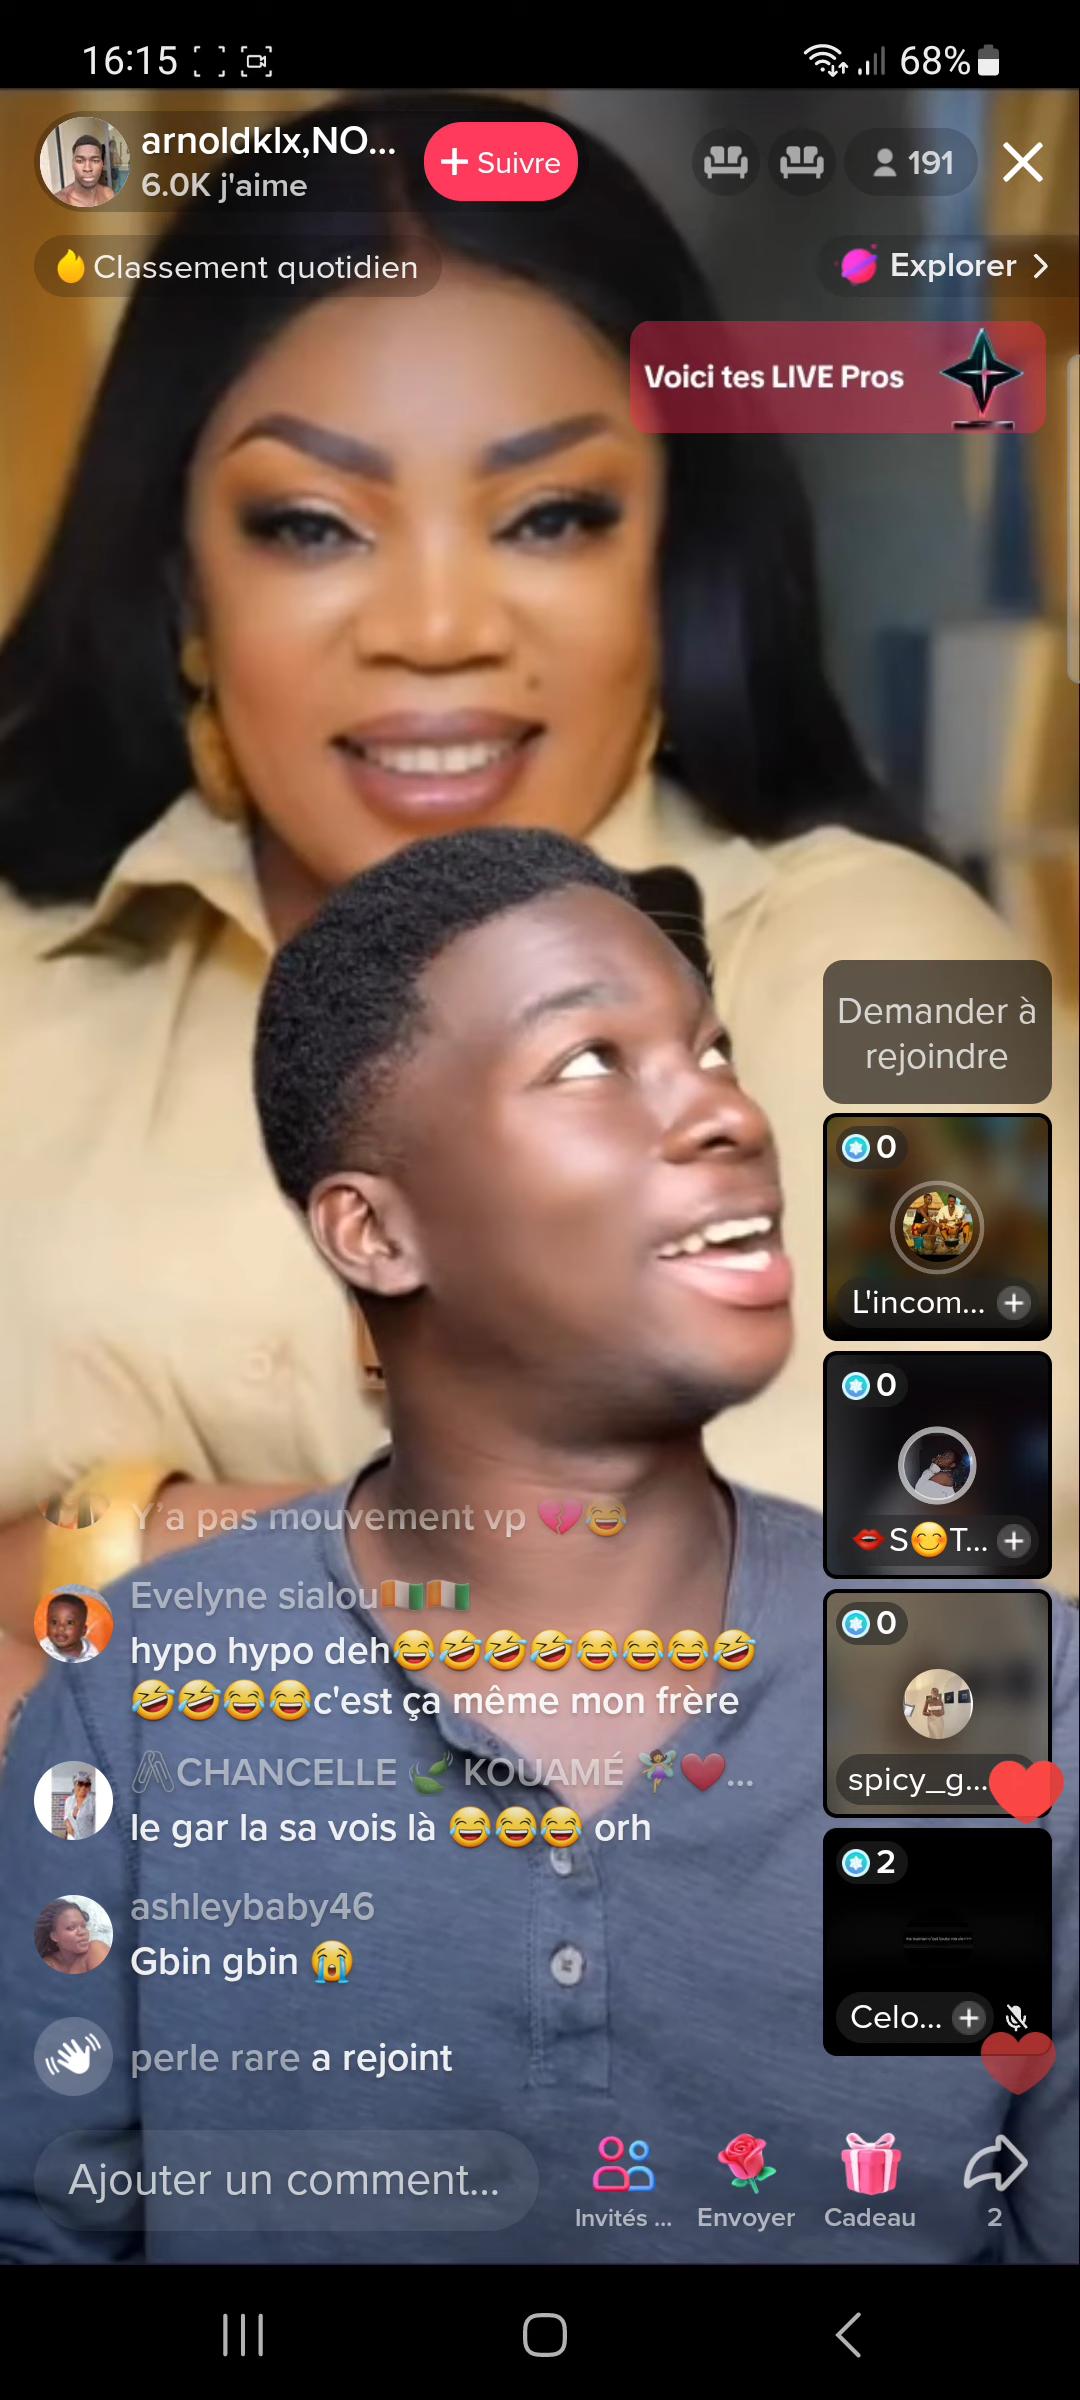 16:15
68%
arnoldklx,NO...
6.0K j'aime
+ Suivre
191
Classement quotidien
Explorer >
Voici tes LIVE Pros
Demander à
rejoindre
0
L'incom... +
0
👄S😊T... +
0
spicy_g...
2
Celo... +
Y'a pas mouvement vp 💔😂
Evelyne sialou🇨🇮🇨🇮
hypo hypo deh😂🤣🤣🤣😂😂😂🤣
🤣🤣😂😂c'est ça même mon frère
🖇CHANCELLE 🍃 KOUAMÉ 🧚🏾‍♀️❤️...
le gar la sa vois là 😂😂😂 orh
ashleybaby46
Gbin gbin 😭
perle rare a rejoint
Ajouter un comment...
Invités ...
Envoyer
Cadeau
2